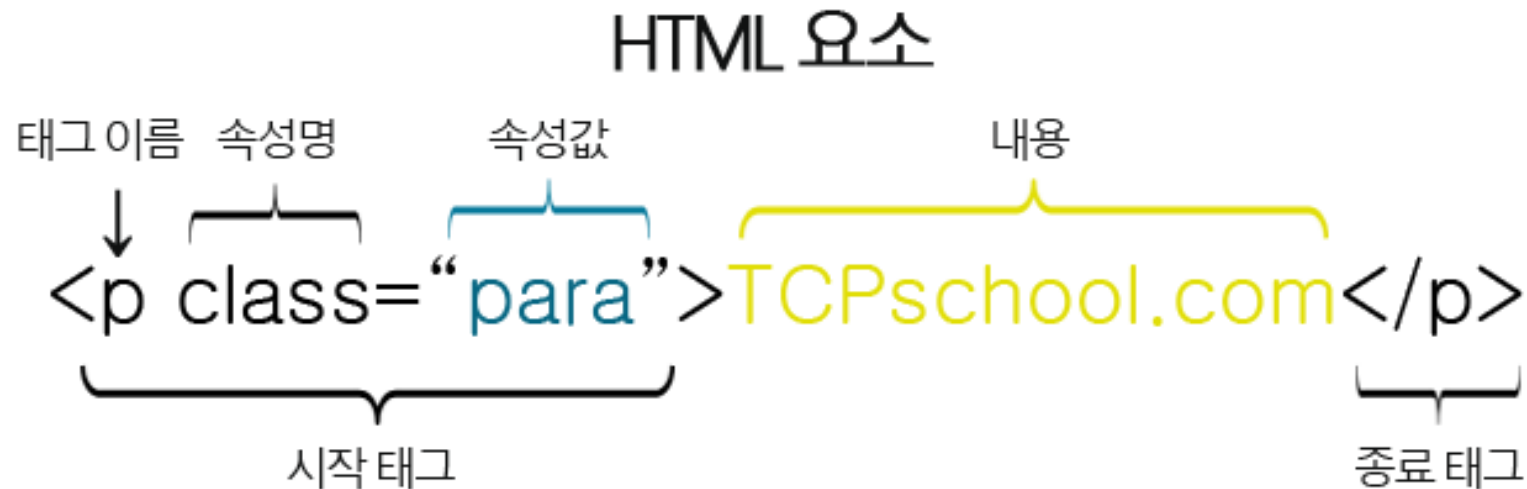 HTML 요소
태그 이름 속성명 속성값 내용
<p class=“para”>TCPschool.com</p>
시작 태그 종료 태그